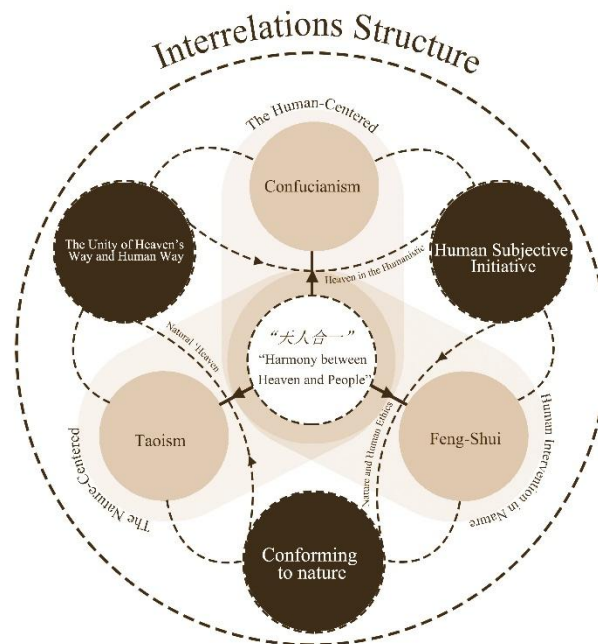 Interrelations Structure
The Human-Centered
Confucianism
The Unity of Heaven's
Way and Human Way
Human Subjective
Initiative
Heaven in the Humanistic
Natural 'Heaven
“天人合一”
“Harmony between
Heaven and People”
Taoism
Feng-Shui
Nature and Human Ethics
The Nature-Centered
Human Intervention in Nature
Conforming
to nature